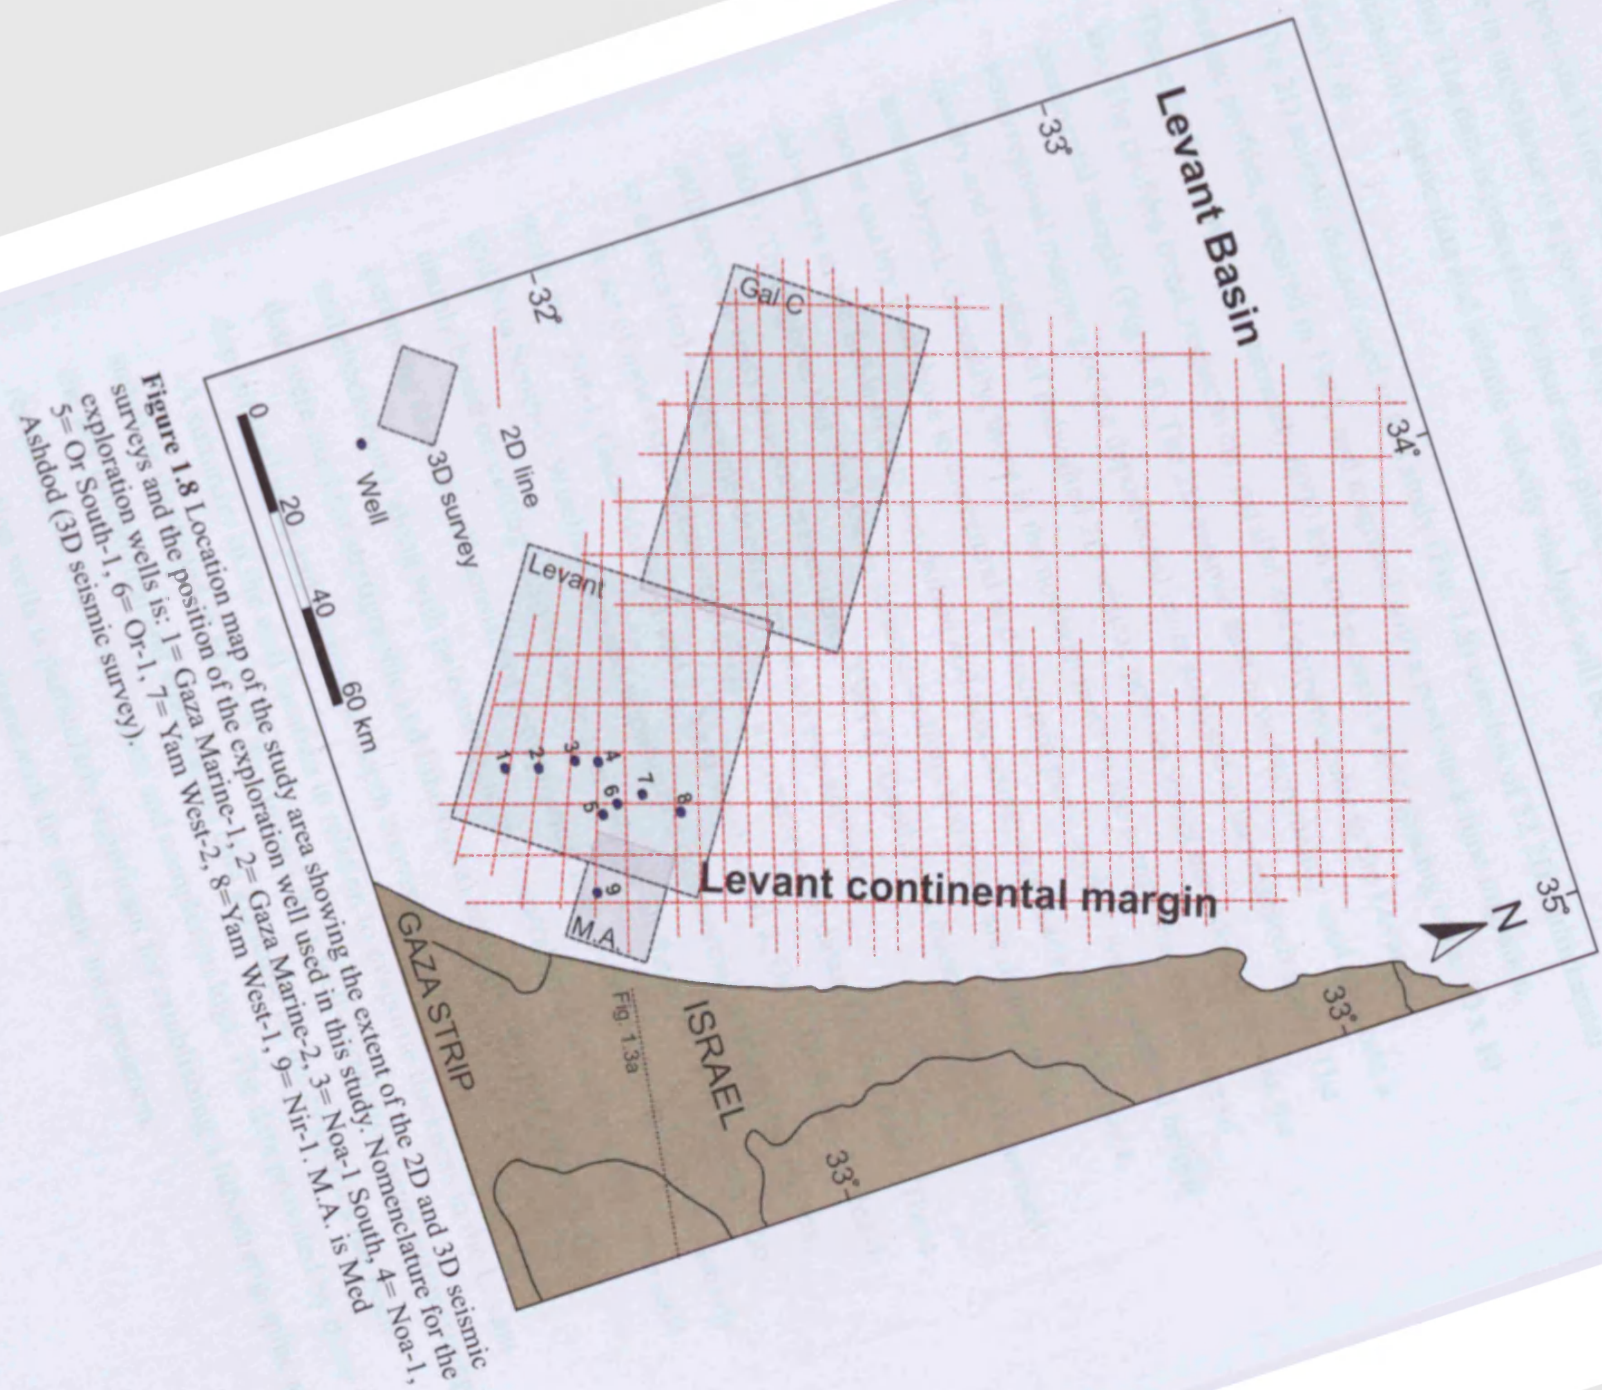 Levant Basin
33°
34°
35°
N
32°
Gal C
Levant
2D line
3D survey
Well
0
20
40
60 km
1
2
3
4
5
6
7
8
9
M.A.
Levant continental margin
GAZA STRIP
ISRAEL
Fig. 1.3a
33°
33°
Figure 1.8 Location map of the study area showing the extent of the 2D and 3D seismic
surveys and the position of the exploration well used in this study. Nomenclature for the
exploration wells is: 1= Gaza Marine-1, 2= Gaza Marine-2, 3= Noa-1 South, 4= Noa-1,
5= Or South-1, 6= Or-1, 7= Yam West-2, 8=Yam West-1, 9= Nir-1. M.A. is Med
Ashdod (3D seismic survey).